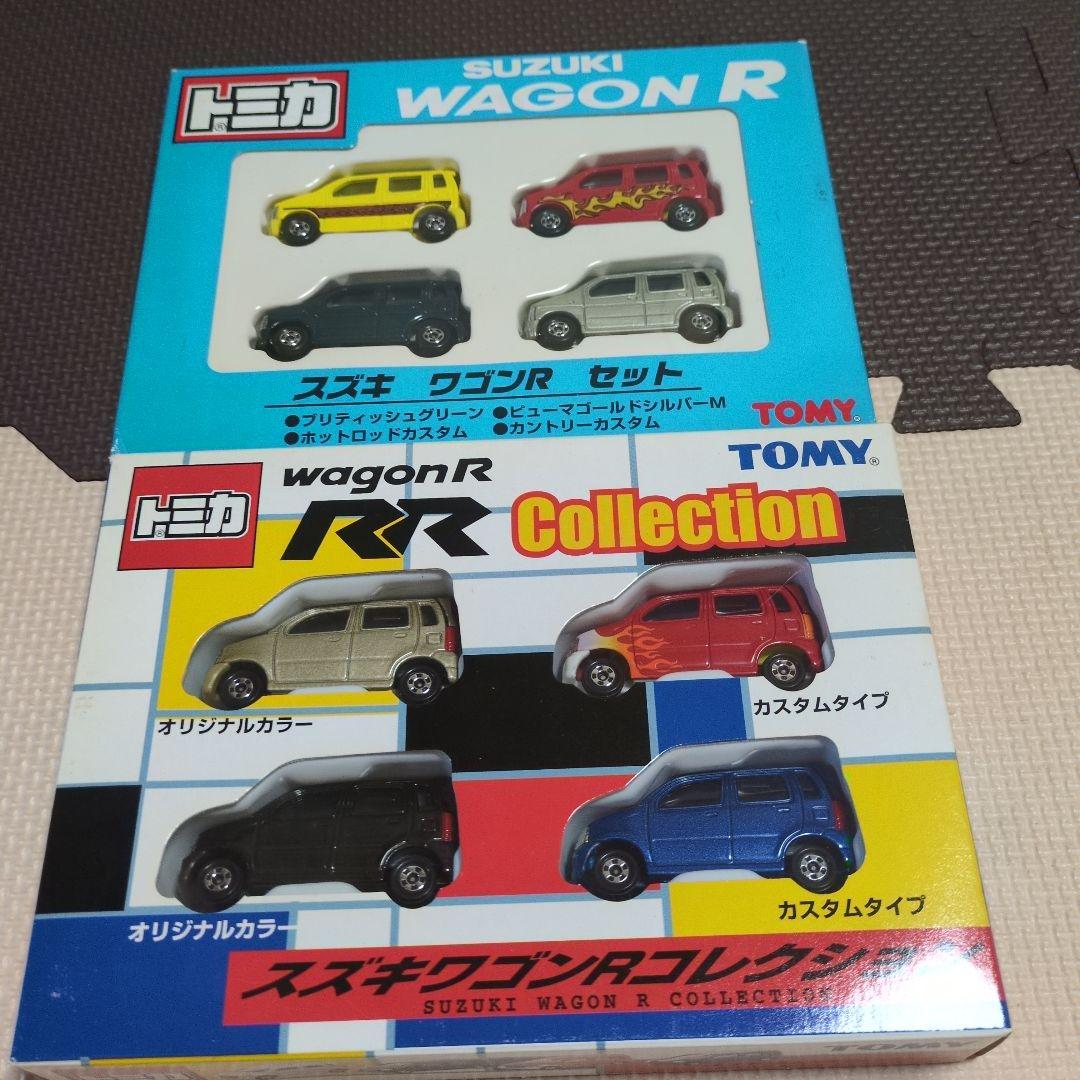 トミカ
SUZUKI
WAGON R
スズキ ワゴンR セット
●ブリティッシュグリーン ●ピューマゴールドシルバーM
●ホットロッドカスタム ●カントリーカスタム
TOMY
トミカ
wagonR
RR Collection
TOMY
オリジナルカラー
カスタムタイプ
オリジナルカラー
カスタムタイプ
スズキワゴンRコレクション
SUZUKI WAGON R COLLECTION
TOMY